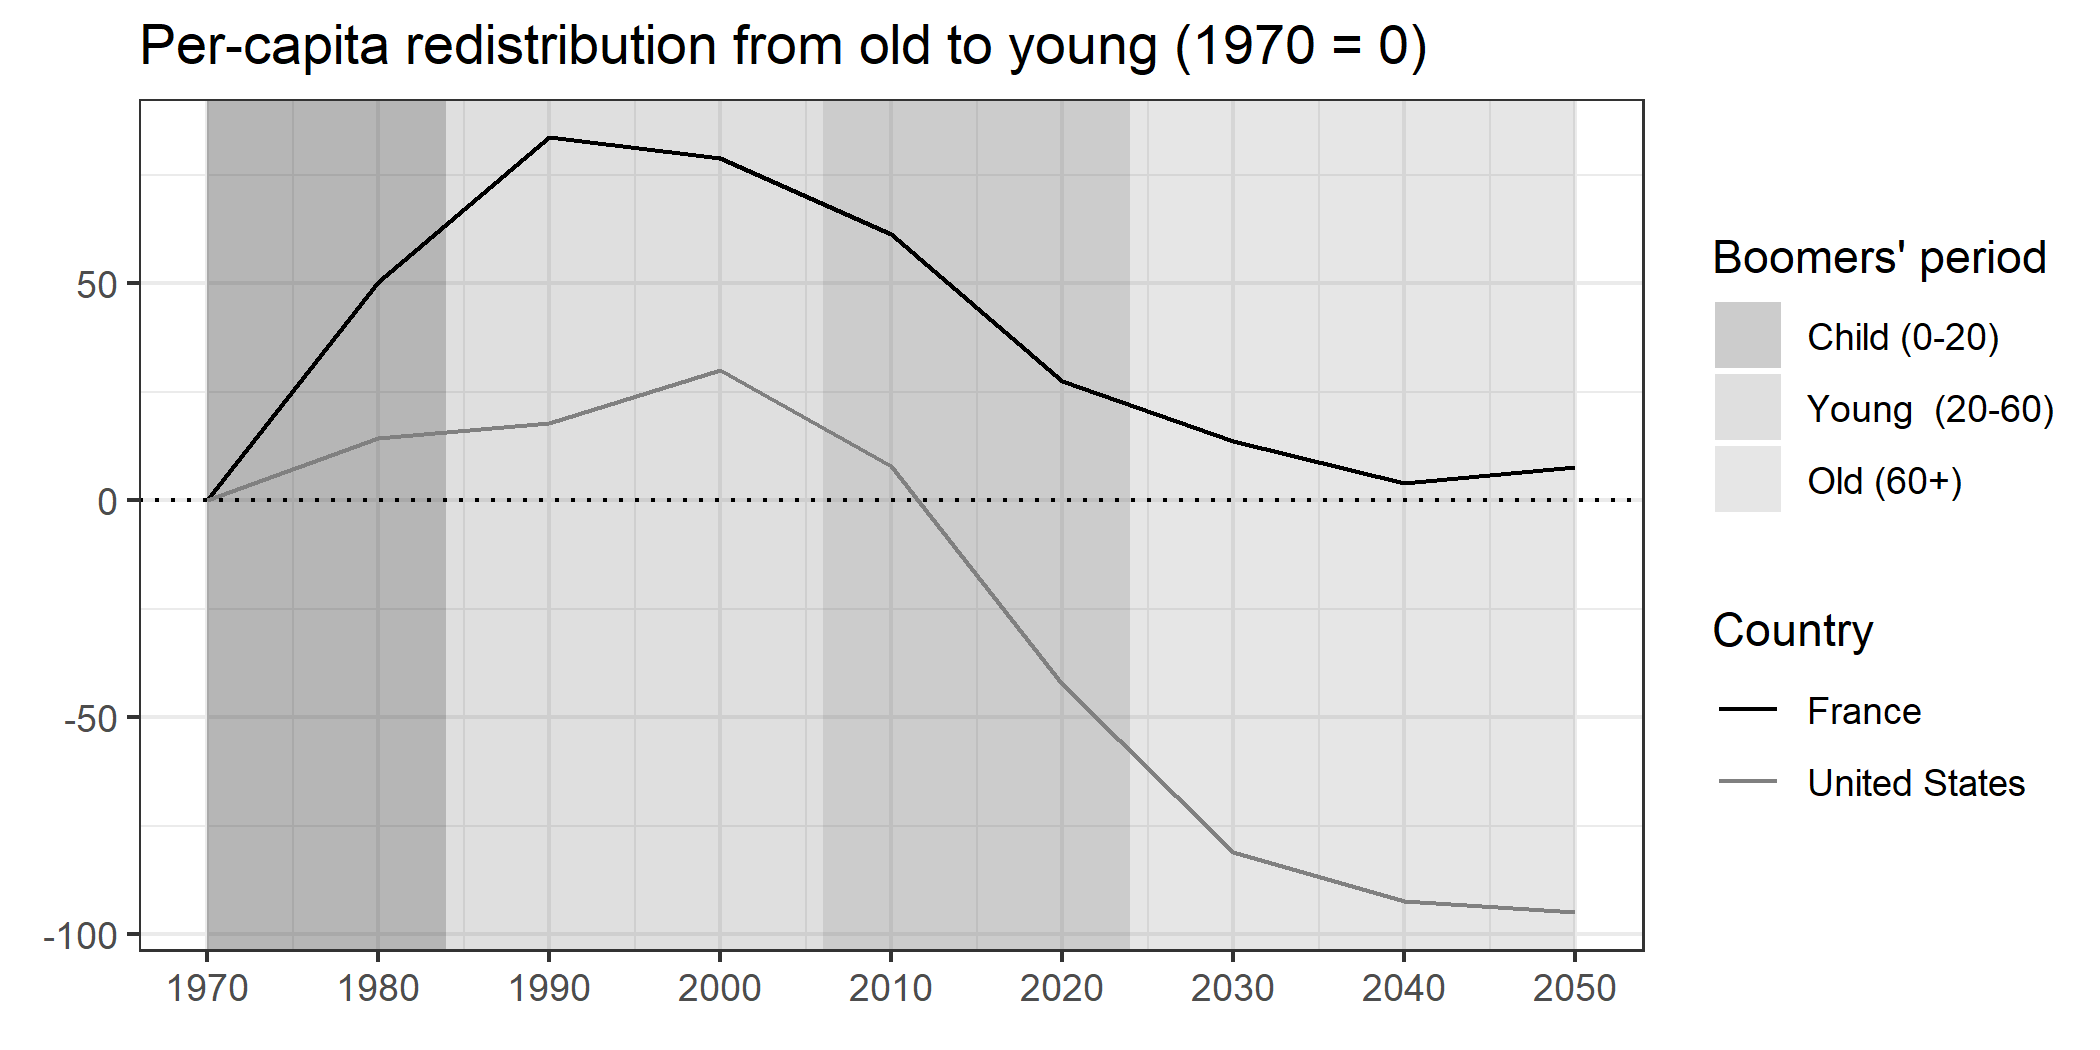 Per-capita redistribution from old to young (1970 = 0)
50
0
-50
-100
1970 1980 1990 2000 2010 2020 2030 2040 2050
Boomers' period
Child (0-20)
Young  (20-60)
Old (60+)
Country
France
United States